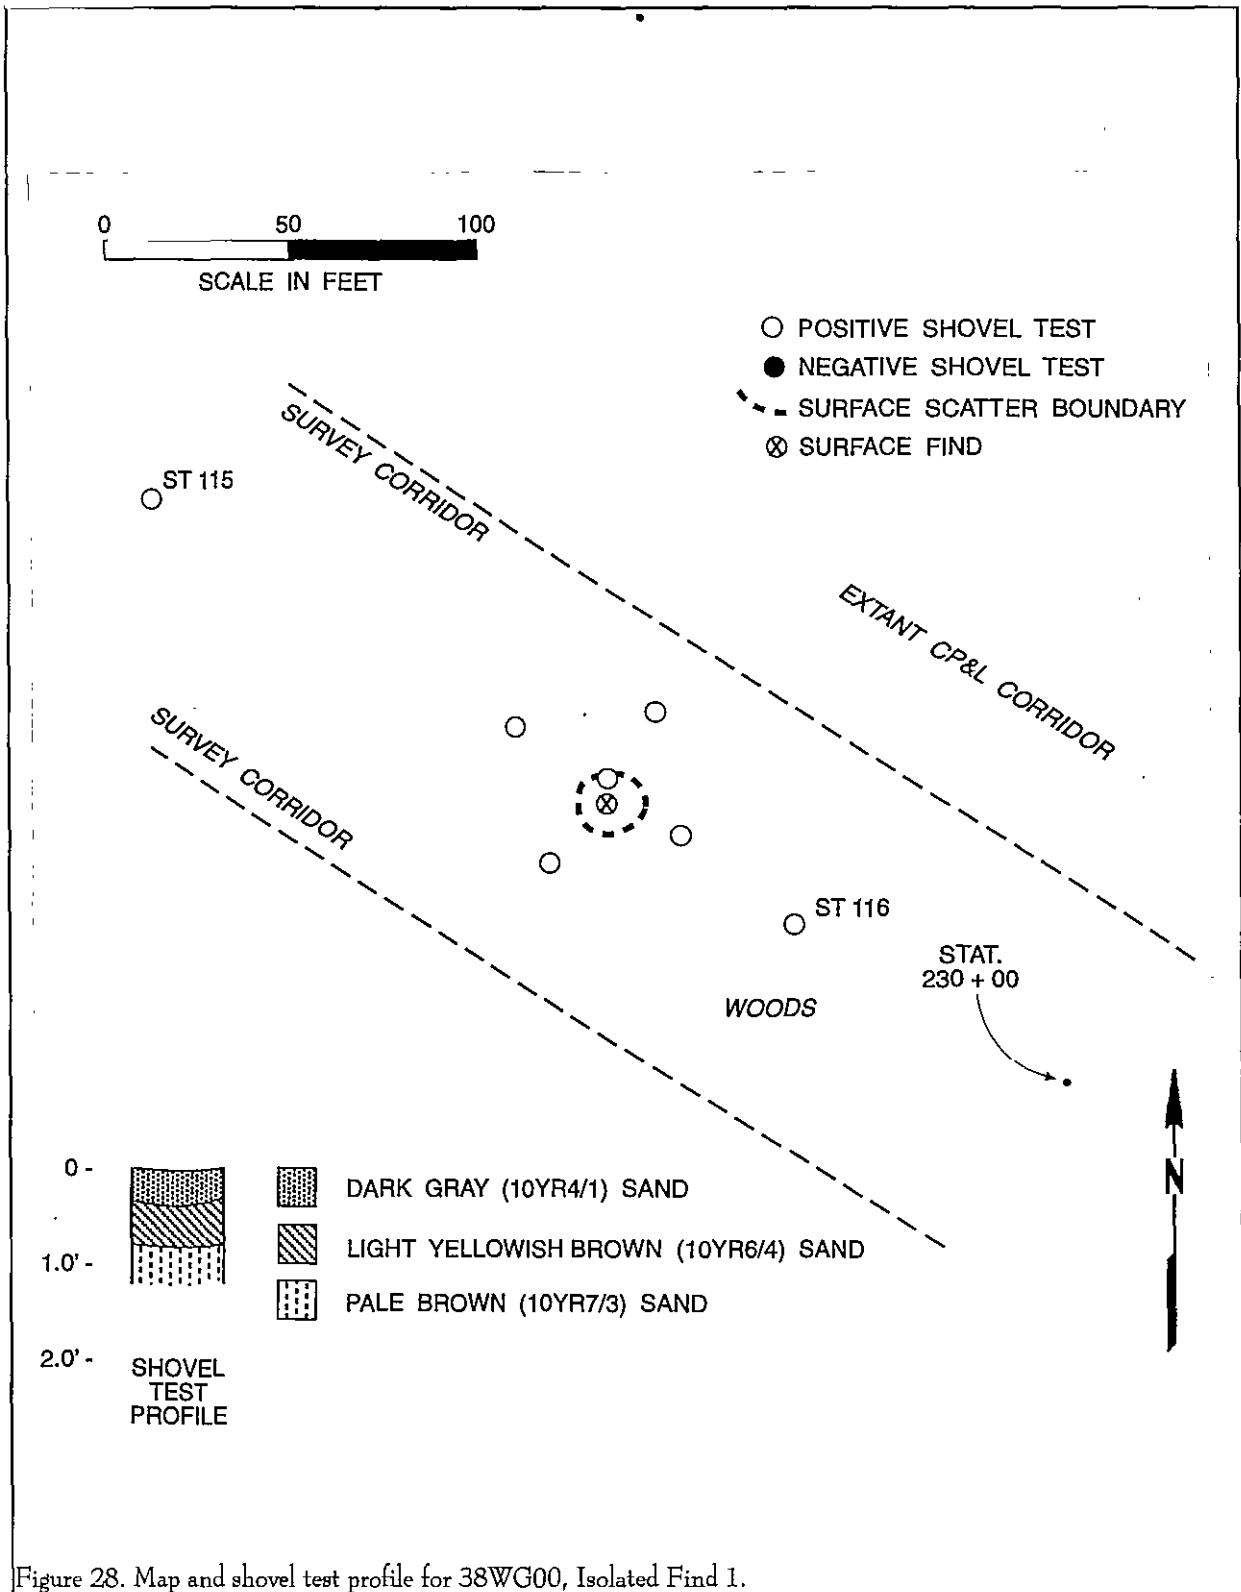 0 50 100
SCALE IN FEET
POSITIVE SHOVEL TEST
NEGATIVE SHOVEL TEST
SURFACE SCATTER BOUNDARY
SURFACE FIND
SURVEY CORRIDOR
ST 115
EXTANT CP&L CORRIDOR
SURVEY CORRIDOR
ST 116
STAT.
230 + 00
WOODS
N
0 -
DARK GRAY (10YR4/1) SAND
LIGHT YELLOWISH BROWN (10YR6/4) SAND
1.0' -
PALE BROWN (10YR7/3) SAND
2.0' -
SHOVEL
TEST
PROFILE
Figure 28. Map and shovel test profile for 38WG00, Isolated Find 1.